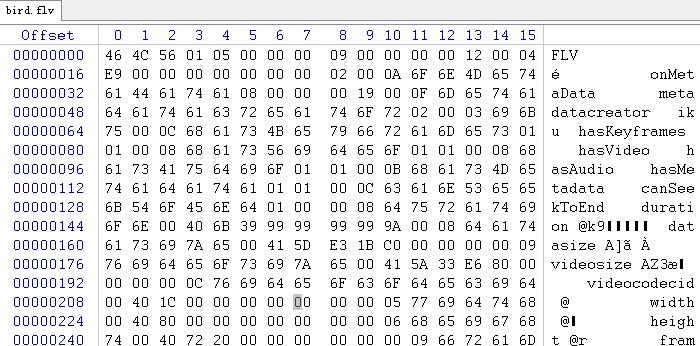 bird.flv
Offset 0 1 2 3 4 5 6 7 8 9 10 11 12 13 14 15
00000000 46 4C 56 01 05 00 00 00 09 00 00 00 00 12 00 04 FLV
00000016 E9 00 00 00 00 00 00 00 02 00 0A 6F 6E 4D 65 74 é onMet
00000032 61 44 61 74 61 08 00 00 00 19 00 0F 6D 65 74 61 aData meta
00000048 64 61 74 61 63 72 65 61 74 6F 72 02 00 03 69 6B datacreator ik
00000064 75 00 0C 68 61 73 4B 65 79 66 72 61 6D 65 73 01 u hasKeyframes
00000080 01 00 08 68 61 73 56 69 64 65 6F 01 01 00 08 68 hasVideo h
00000096 61 73 41 75 64 69 6F 01 01 00 0B 68 61 73 4D 65 asAudio hasMe
00000112 74 61 64 61 74 61 01 01 00 0C 63 61 6E 53 65 65 tadata canSee
00000128 6B 54 6F 45 6E 64 01 00 00 08 64 75 72 61 74 69 kToEnd durati
00000144 6F 6E 00 40 6B 39 99 99 99 99 9A 00 08 64 61 74 on @k9 dat
00000160 61 73 69 7A 65 00 41 5D E3 1B C0 00 00 00 00 09 asize A]ã À
00000176 76 69 64 65 6F 73 69 7A 65 00 41 5A 33 E6 80 00 videosize AZ3æ
00000192 00 00 00 0C 76 69 64 65 6F 63 6F 64 65 63 69 64 videocodecid
00000208 00 40 1C 00 00 00 00 00 00 00 05 77 69 64 74 68 @ width
00000224 00 40 80 00 00 00 00 00 00 00 06 68 65 69 67 68 @ heigh
00000240 74 00 40 72 20 00 00 00 00 00 09 66 72 61 6D t @r fram